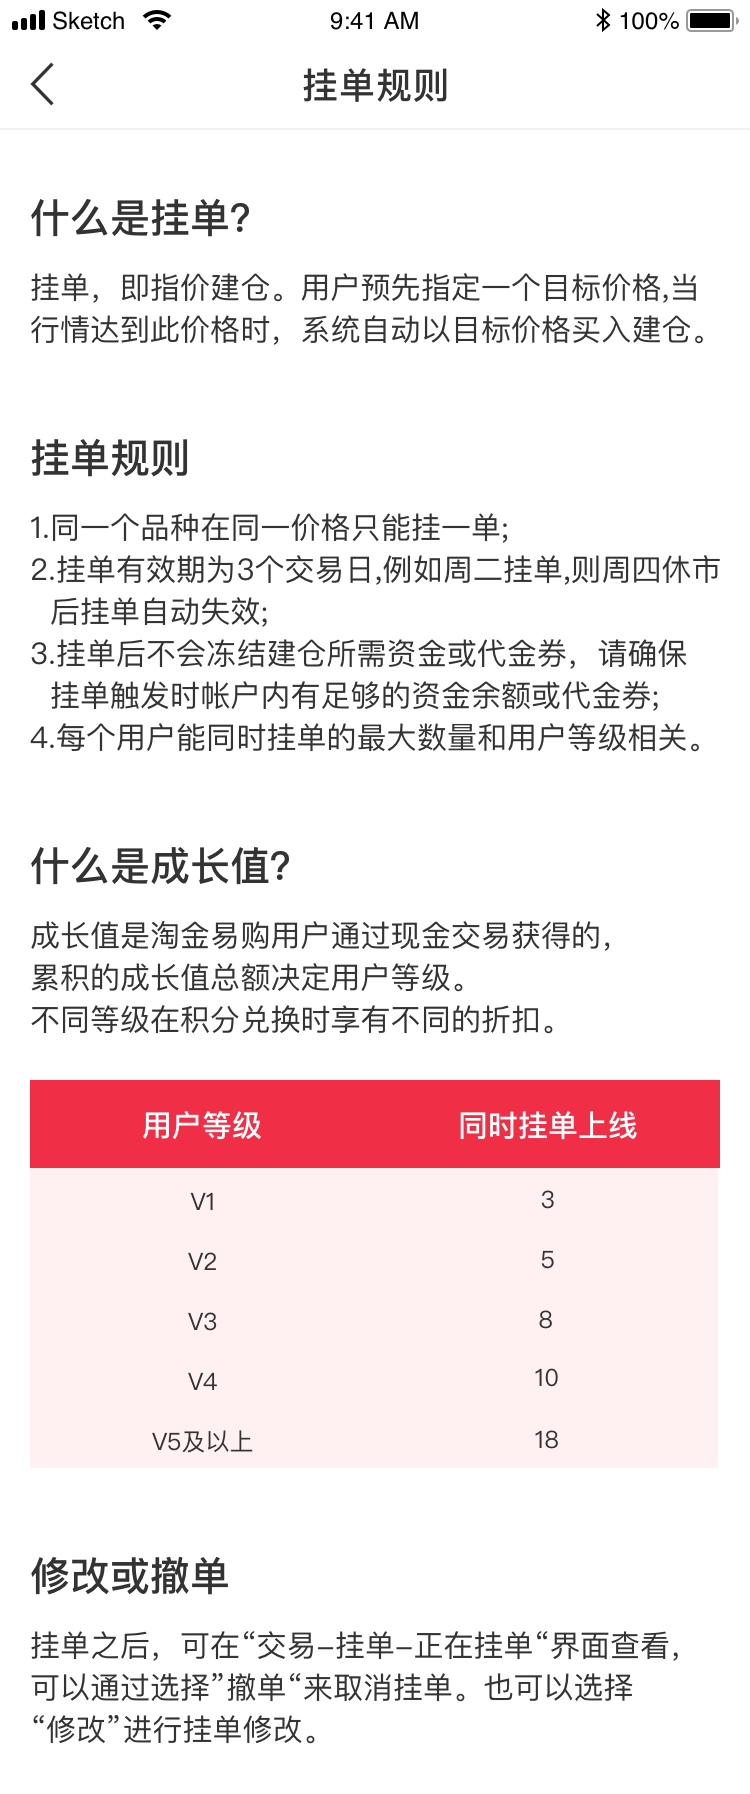 Sketch 9:41 AM 100%
挂单规则
什么是挂单?
挂单，即指价建仓。用户预先指定一个目标价格,当
行情达到此价格时，系统自动以目标价格买入建仓。
挂单规则
1.同一个品种在同一价格只能挂一单;
2.挂单有效期为3个交易日,例如周二挂单,则周四休市
后挂单自动失效;
3.挂单后不会冻结建仓所需资金或代金券，请确保
挂单触发时帐户内有足够的资金余额或代金券;
4.每个用户能同时挂单的最大数量和用户等级相关。
什么是成长值?
成长值是淘金易购用户通过现金交易获得的，
累积的成长值总额决定用户等级。
不同等级在积分兑换时享有不同的折扣。
用户等级 同时挂单上线
V1 3
V2 5
V3 8
V4 10
V5及以上 18
修改或撤单
挂单之后，可在“交易–挂单–正在挂单“界面查看，
可以通过选择”撤单“来取消挂单。也可以选择
“修改”进行挂单修改。